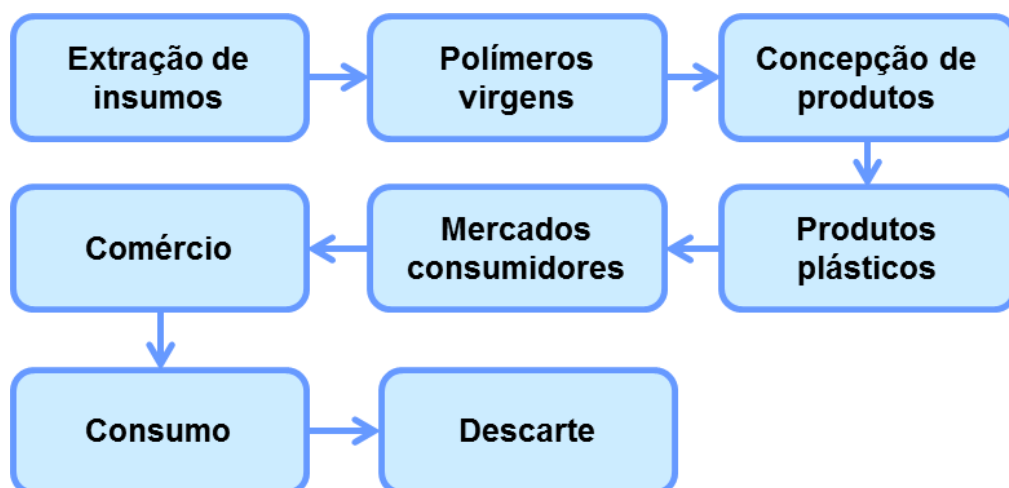 Extração de
insumos
Polímeros
virgens
Concepção de
produtos
Produtos
plásticos
Mercados
consumidores
Comércio
Consumo
Descarte